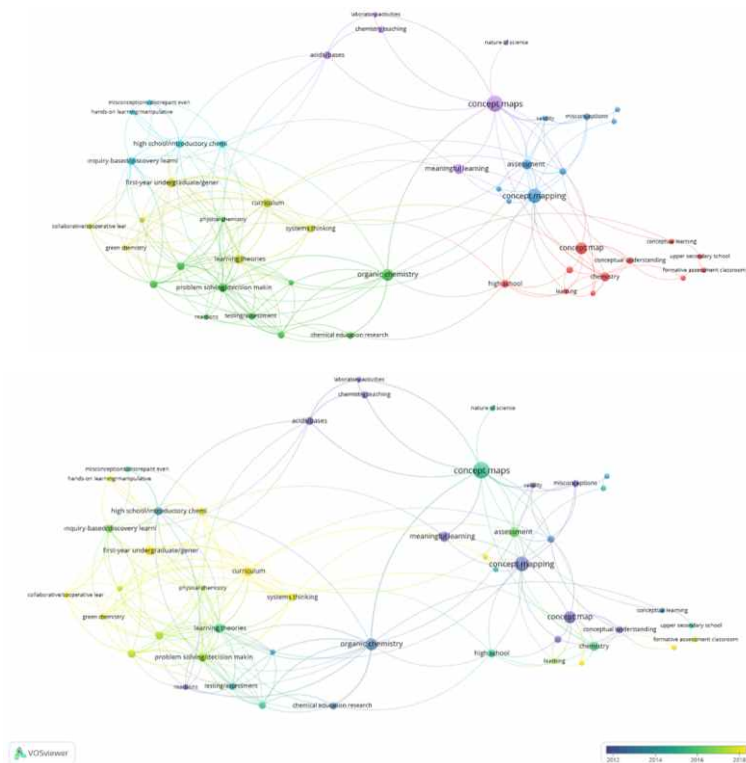 laboratory activities
chemistry teaching
nature of science
acids/bases
concept maps
misconceptions/discrepant even
hands-on learning/manipulative
validity
misconceptions
high school/introductory chemi
assessment
inquiry-based/discovery learni
meaningful learning
first-year undergraduate/gener
concept mapping
curriculum
physical chemistry
collaborative/cooperative lear
systems thinking
green chemistry
concept map
conceptual learning
learning theories
conceptual understanding
upper secondary school
organic chemistry
chemistry
formative assessment classroom
problem solving/decision makin
high school
learning
reactions
testing/assessment
chemical education research
laboratory activities
chemistry teaching
nature of science
acids/bases
concept maps
misconceptions/discrepant even
hands-on learning/manipulative
validity
misconceptions
high school/introductory chemi
inquiry-based/discovery learni
assessment
meaningful learning
first-year undergraduate/gener
concept mapping
curriculum
physical chemistry
collaborative/cooperative lear
systems thinking
conceptual learning
green chemistry
concept map
learning theories
conceptual understanding
upper secondary school
organic chemistry
chemistry
formative assessment classroom
problem solving/decision makin
high school
learning
reactions
testing/assessment
chemical education research
VOSviewer
2012 2014 2016 2018